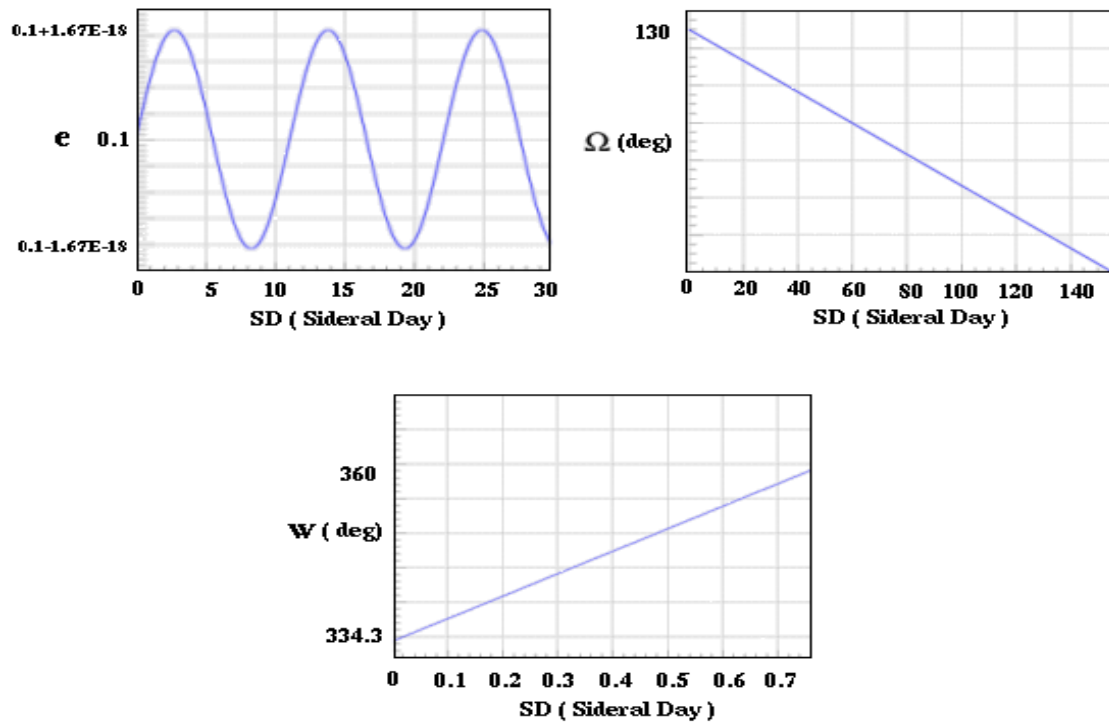 0.1+1.67E-18
e 0.1
0.1-1.67E-18
0 5 10 15 20 25 30
SD ( Sideral Day )
130
Ω (deg)
0 20 40 60 80 100 120 140
SD ( Sideral Day )
360
W ( deg)
334.3
0 0.1 0.2 0.3 0.4 0.5 0.6 0.7
SD ( Sideral Day )